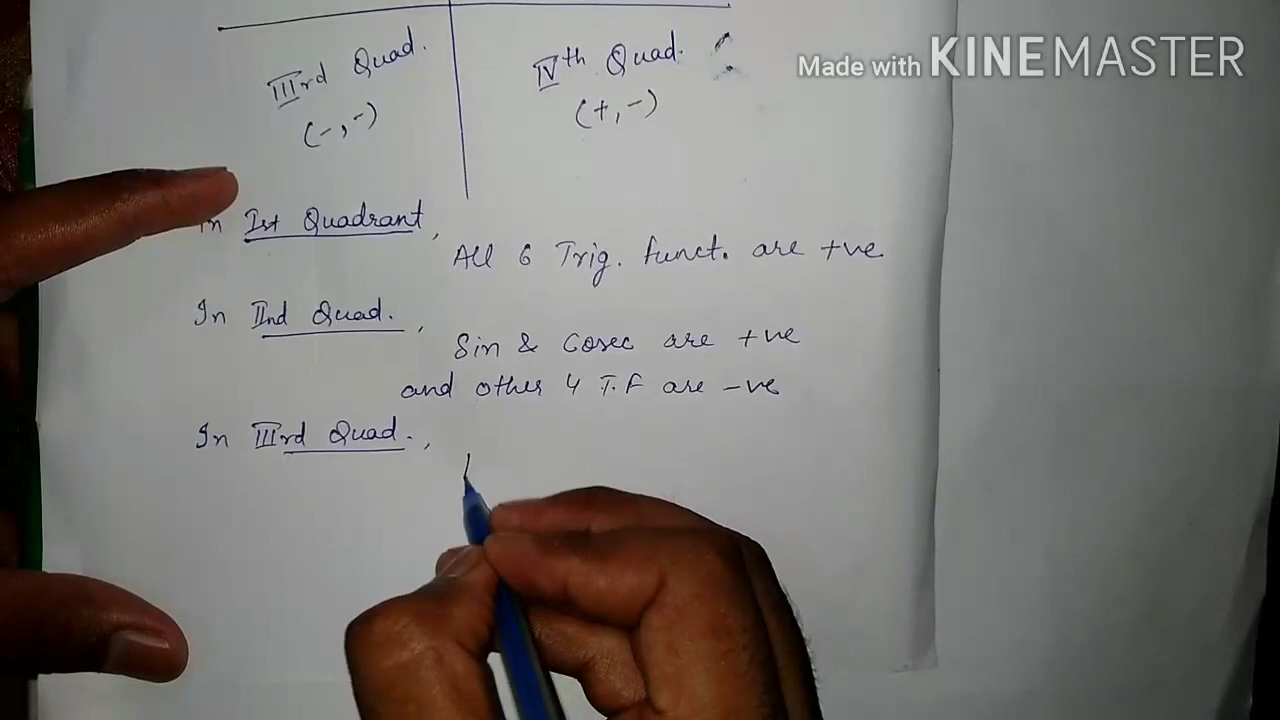 IIIrd Quad.
(-,-)
IVth Quad.
(+,-)
Made with KINEMASTER
In Ist Quadrant,
All 6 Trig. funct. are +ve
In IInd Quad.,
Sin & Cosec are +ve
and other 4 T.F are -ve
In IIIrd Quad.,